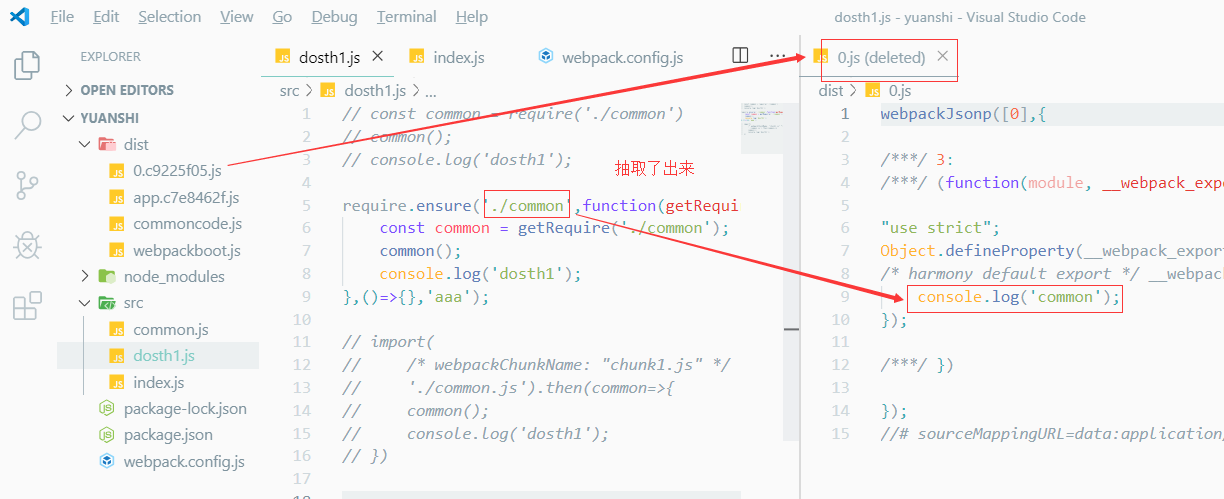 File Edit Selection View Go Debug Terminal Help
dosth1.js - yuanshi - Visual Studio Code
EXPLORER
OPEN EDITORS
YUANSHI
dist
0.c9225f05.js
app.c7e8462f.js
commoncode.js
webpackboot.js
node_modules
src
common.js
dosth1.js
index.js
package-lock.json
package.json
webpack.config.js
dosth1.js
index.js
webpack.config.js
src > dosth1.js > ...
1 // const common = require('./common')
2 // common();
3 // console.log('dosth1');
4
5 require.ensure('./common',function(getRequi
6 const common = getRequire('./common');
7 common();
8 console.log('dosth1');
9 },()=>{},'aaa');
10
11 // import(
12 // /* webpackChunkName: "chunk1.js" */
13 // './common.js').then(common=>{
14 // common();
15 // console.log('dosth1');
16 // })
17
18
抽取了出来
0.js (deleted)
dist > 0.js
1 webpackJsonp([0],{
2
3 /***/ 3:
4 /***/ (function(module, __webpack_expo
5
6 "use strict";
7 Object.defineProperty(__webpack_export
8 /* harmony default export */ __webpack
9 console.log('common');
10 });
11
12 /***/ })
13
14 });
15 //# sourceMappingURL=data:application,